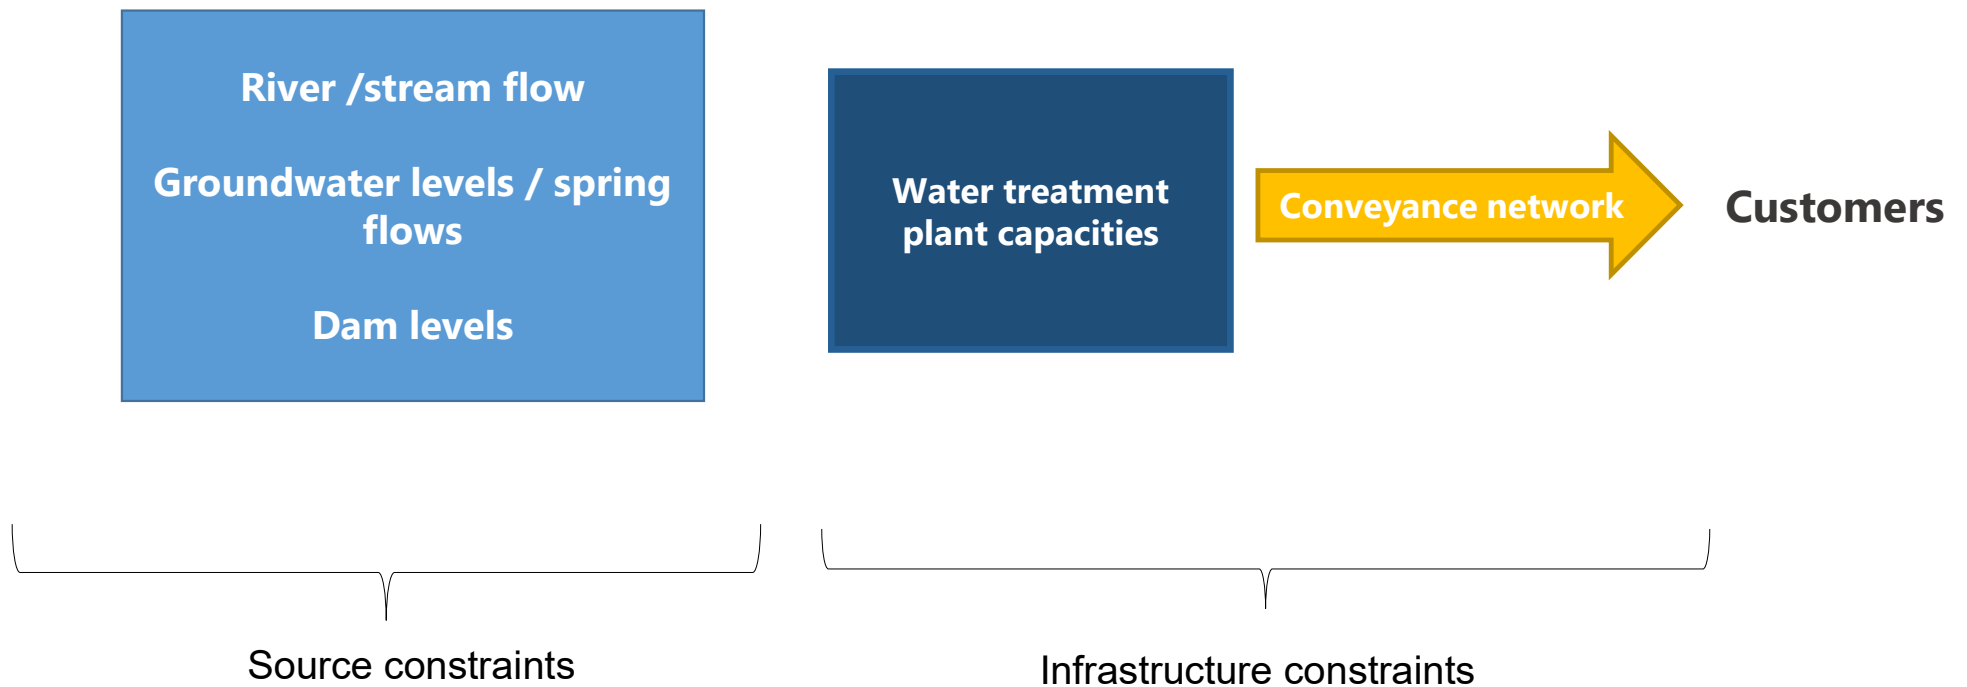 River /stream flow
Groundwater levels / spring
flows
Dam levels
Water treatment
plant capacities
Conveyance network
Customers
Source constraints
Infrastructure constraints